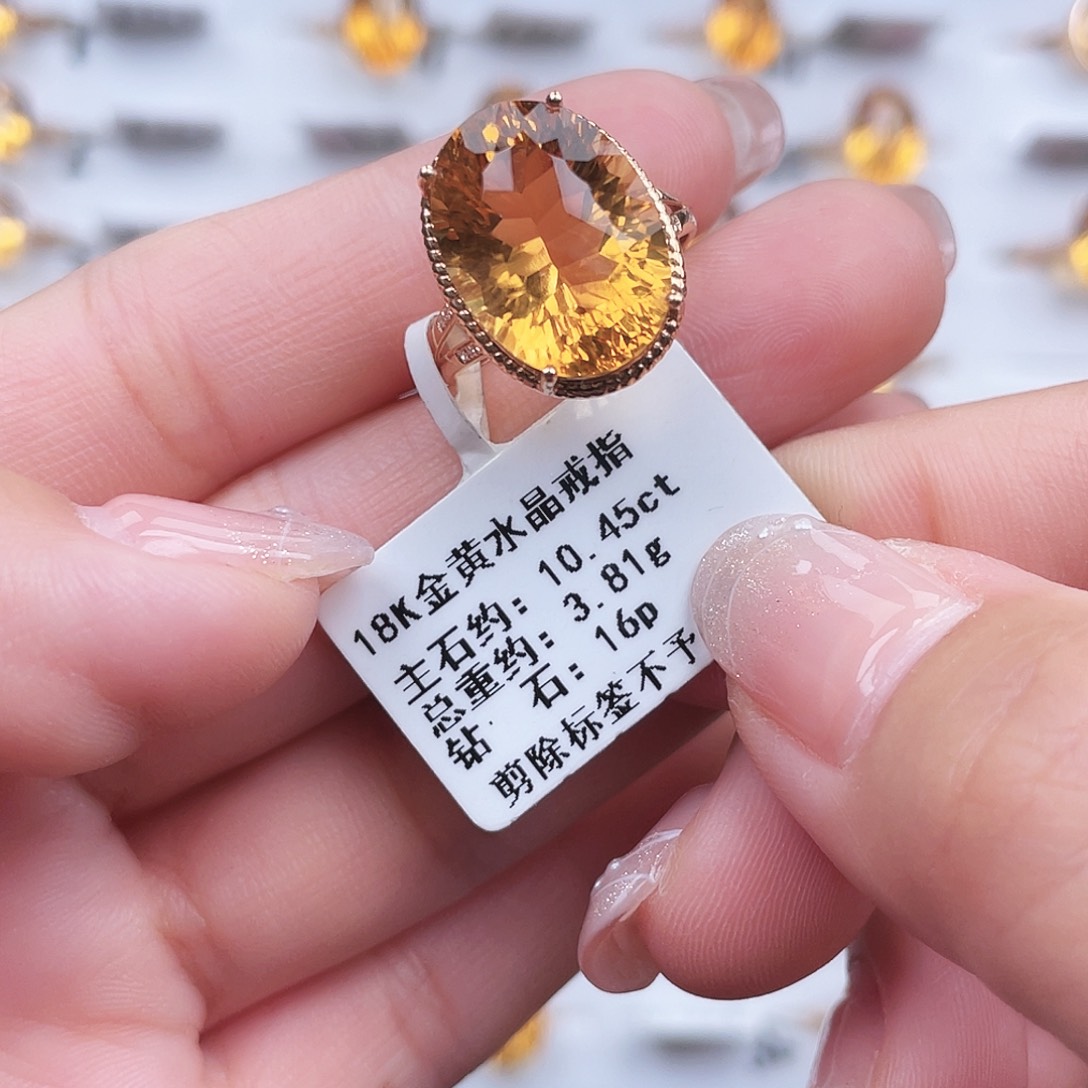 18K金黄水晶戒指
主石约: 10.45ct
总重约: 3.81g
钻 石: 16p
剪除标签不予